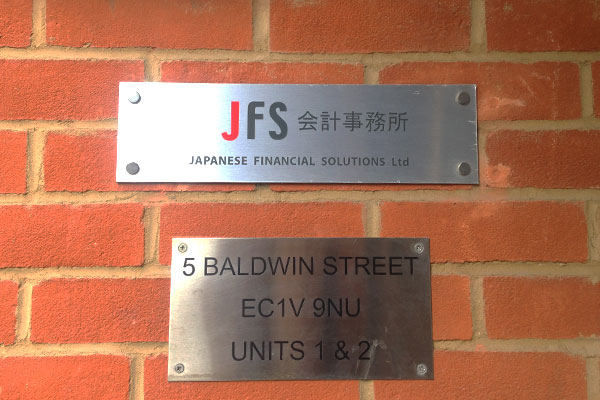 JFS 会計事務所
JAPANESE FINANCIAL SOLUTIONS Ltd
5 BALDWIN STREET
EC1V 9NU
UNITS 1 & 2